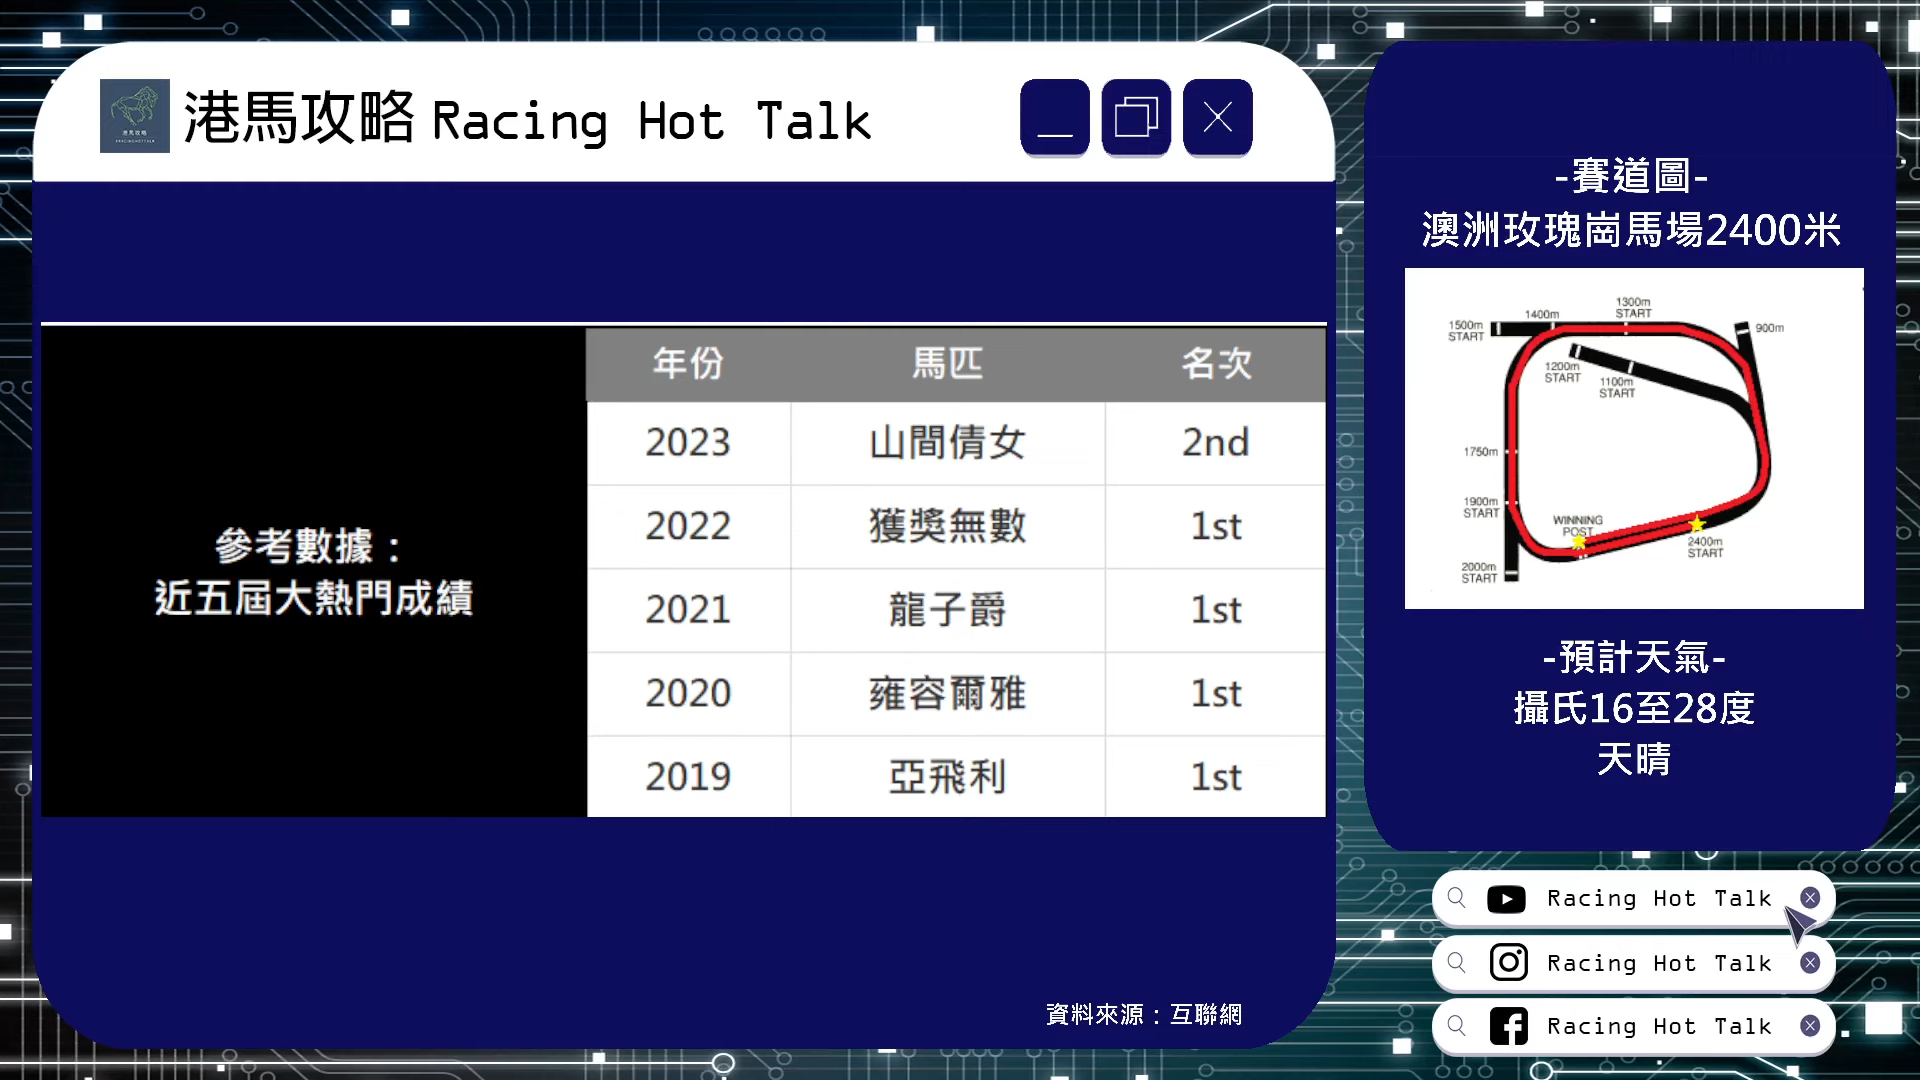 港馬攻略 Racing Hot Talk
參考數據：
近五屆大熱門成績
年份 馬匹 名次
2023 山間倩女 2nd
2022 獲獎無數 1st
2021 龍子爵 1st
2020 雍容爾雅 1st
2019 亞飛利 1st
資料來源：互聯網
-賽道圖-
澳洲玫瑰崗馬場2400米
1300m
START
1400m
1500m
START
900m
1200m
START
1100m
START
1750m
1900m
START
WINNING
POST
2400m
START
2000m
START
-預計天氣-
攝氏16至28度
天晴
Racing Hot Talk
Racing Hot Talk
Racing Hot Talk